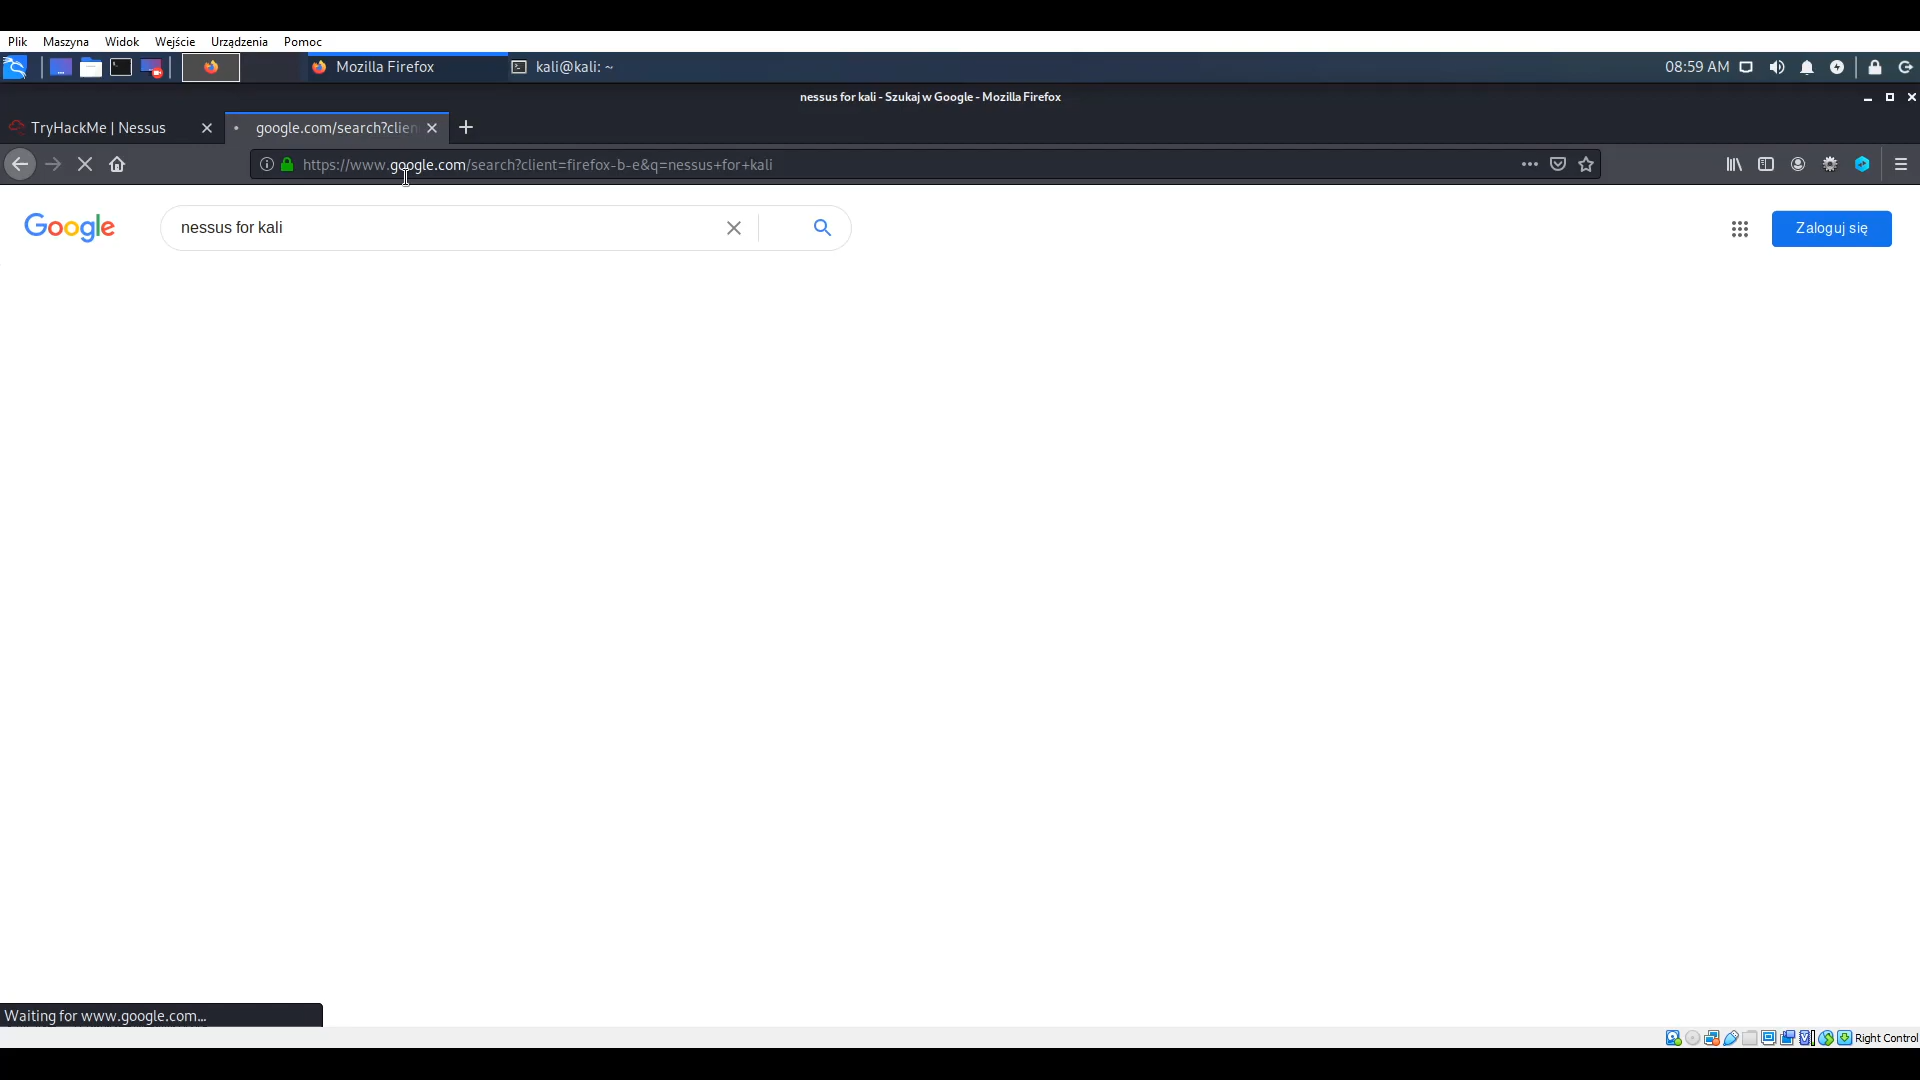 Plik Maszyna Widok Wejście Urządzenia Pomoc
Mozilla Firefox kali@kali: ~ 08:59 AM
nessus for kali - Szukaj w Google - Mozilla Firefox
TryHackMe | Nessus google.com/search?clien
https://www.google.com/search?client=firefox-b-e&q=nessus+for+kali
Google nessus for kali Zaloguj się
Waiting for www.google.com...
Right Control